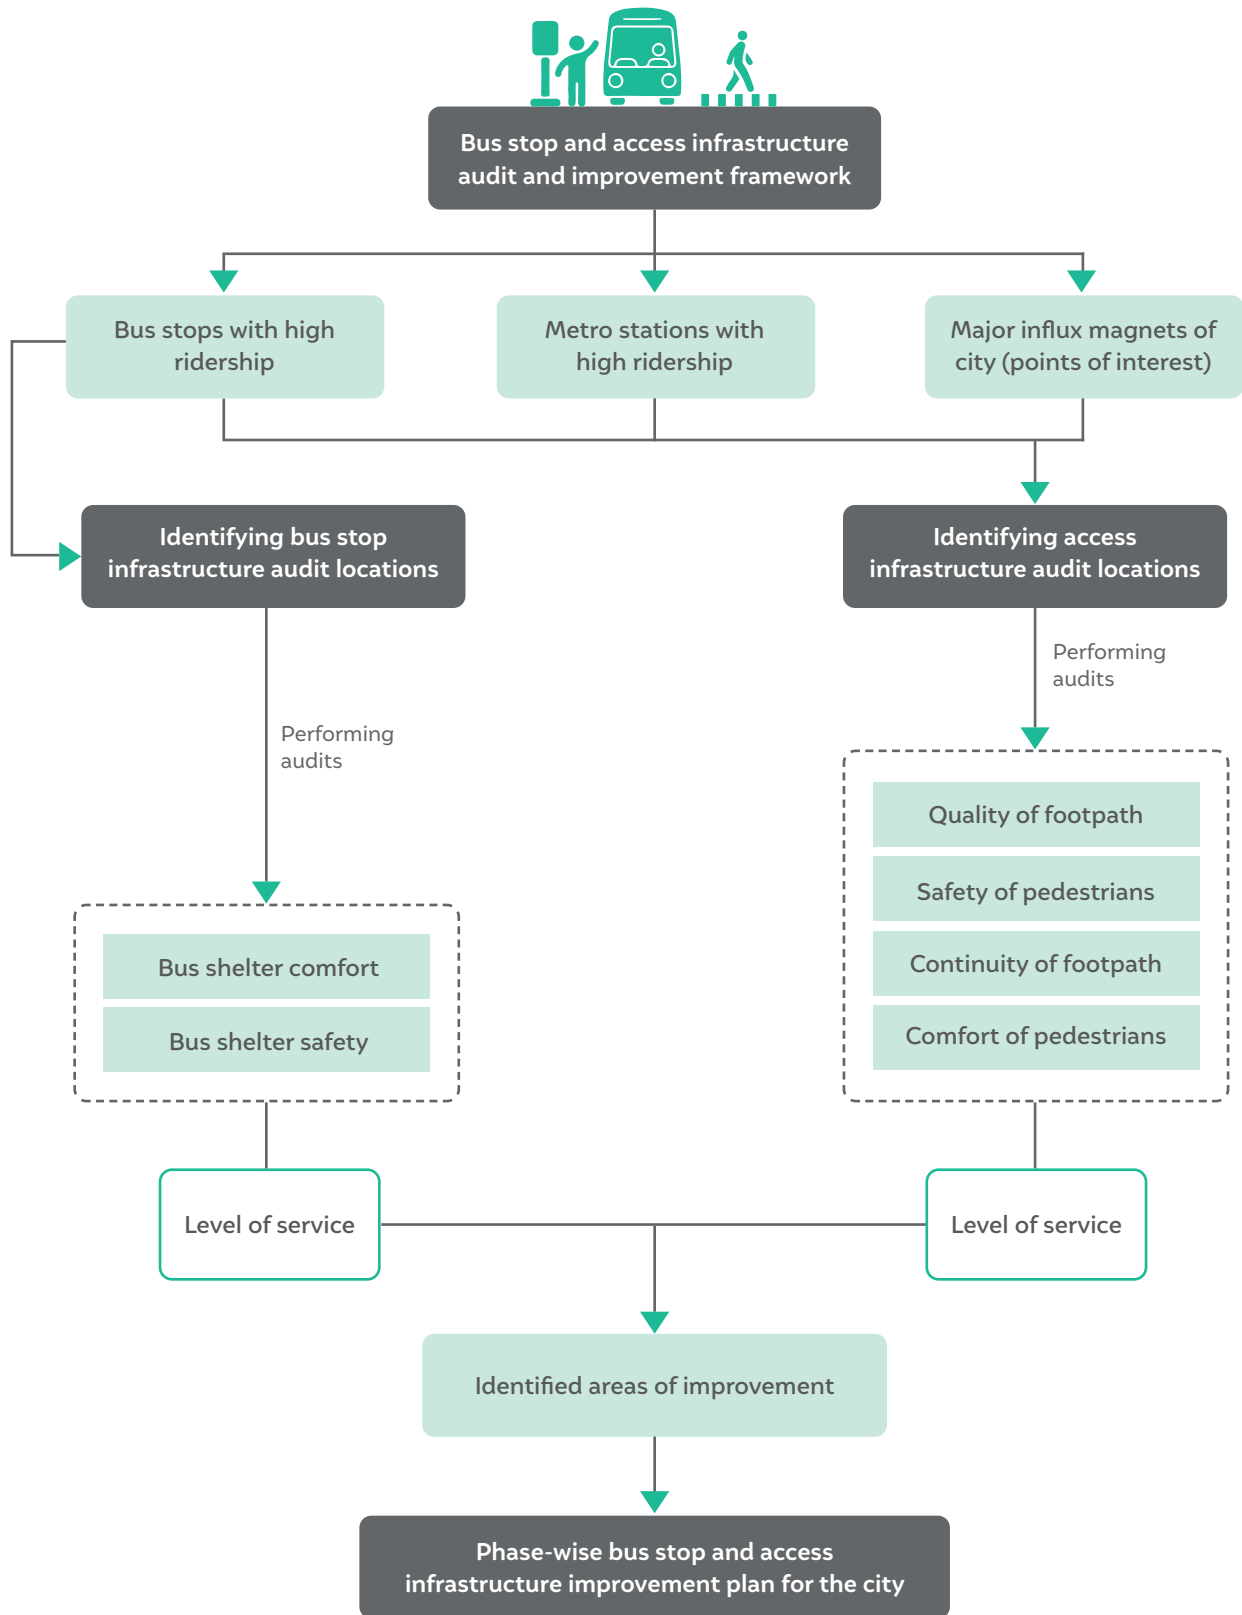 Bus stop and access infrastructure
audit and improvement framework
Bus stops with high
ridership
Metro stations with
high ridership
Major influx magnets of
city (points of interest)
Identifying bus stop
infrastructure audit locations
Identifying access
infrastructure audit locations
Performing
audits
Performing
audits
Quality of footpath
Safety of pedestrians
Continuity of footpath
Comfort of pedestrians
Bus shelter comfort
Bus shelter safety
Level of service
Level of service
Identified areas of improvement
Phase-wise bus stop and access
infrastructure improvement plan for the city